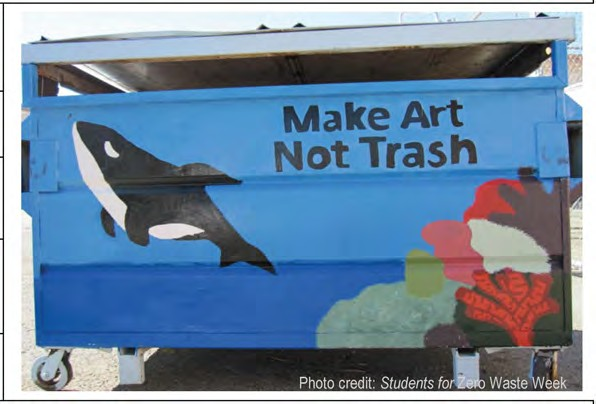 Make Art
Not Trash
Photo credit: Students for Zero Waste Week